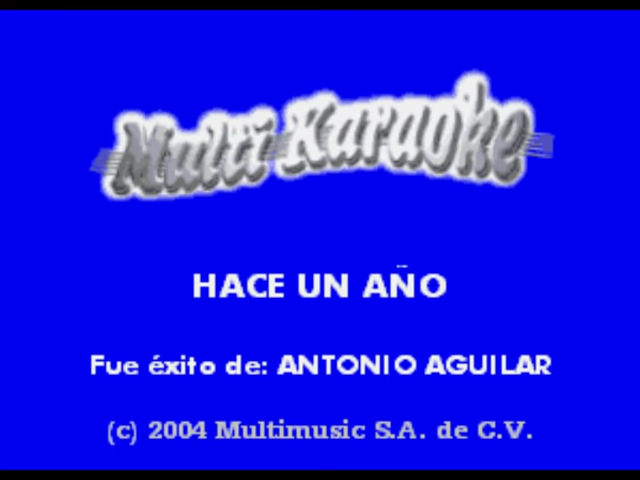 Multi Karaoke
HACE UN AÑO
Fue éxito de: ANTONIO AGUILAR
(c) 2004 Multimusic S.A. de C.V.